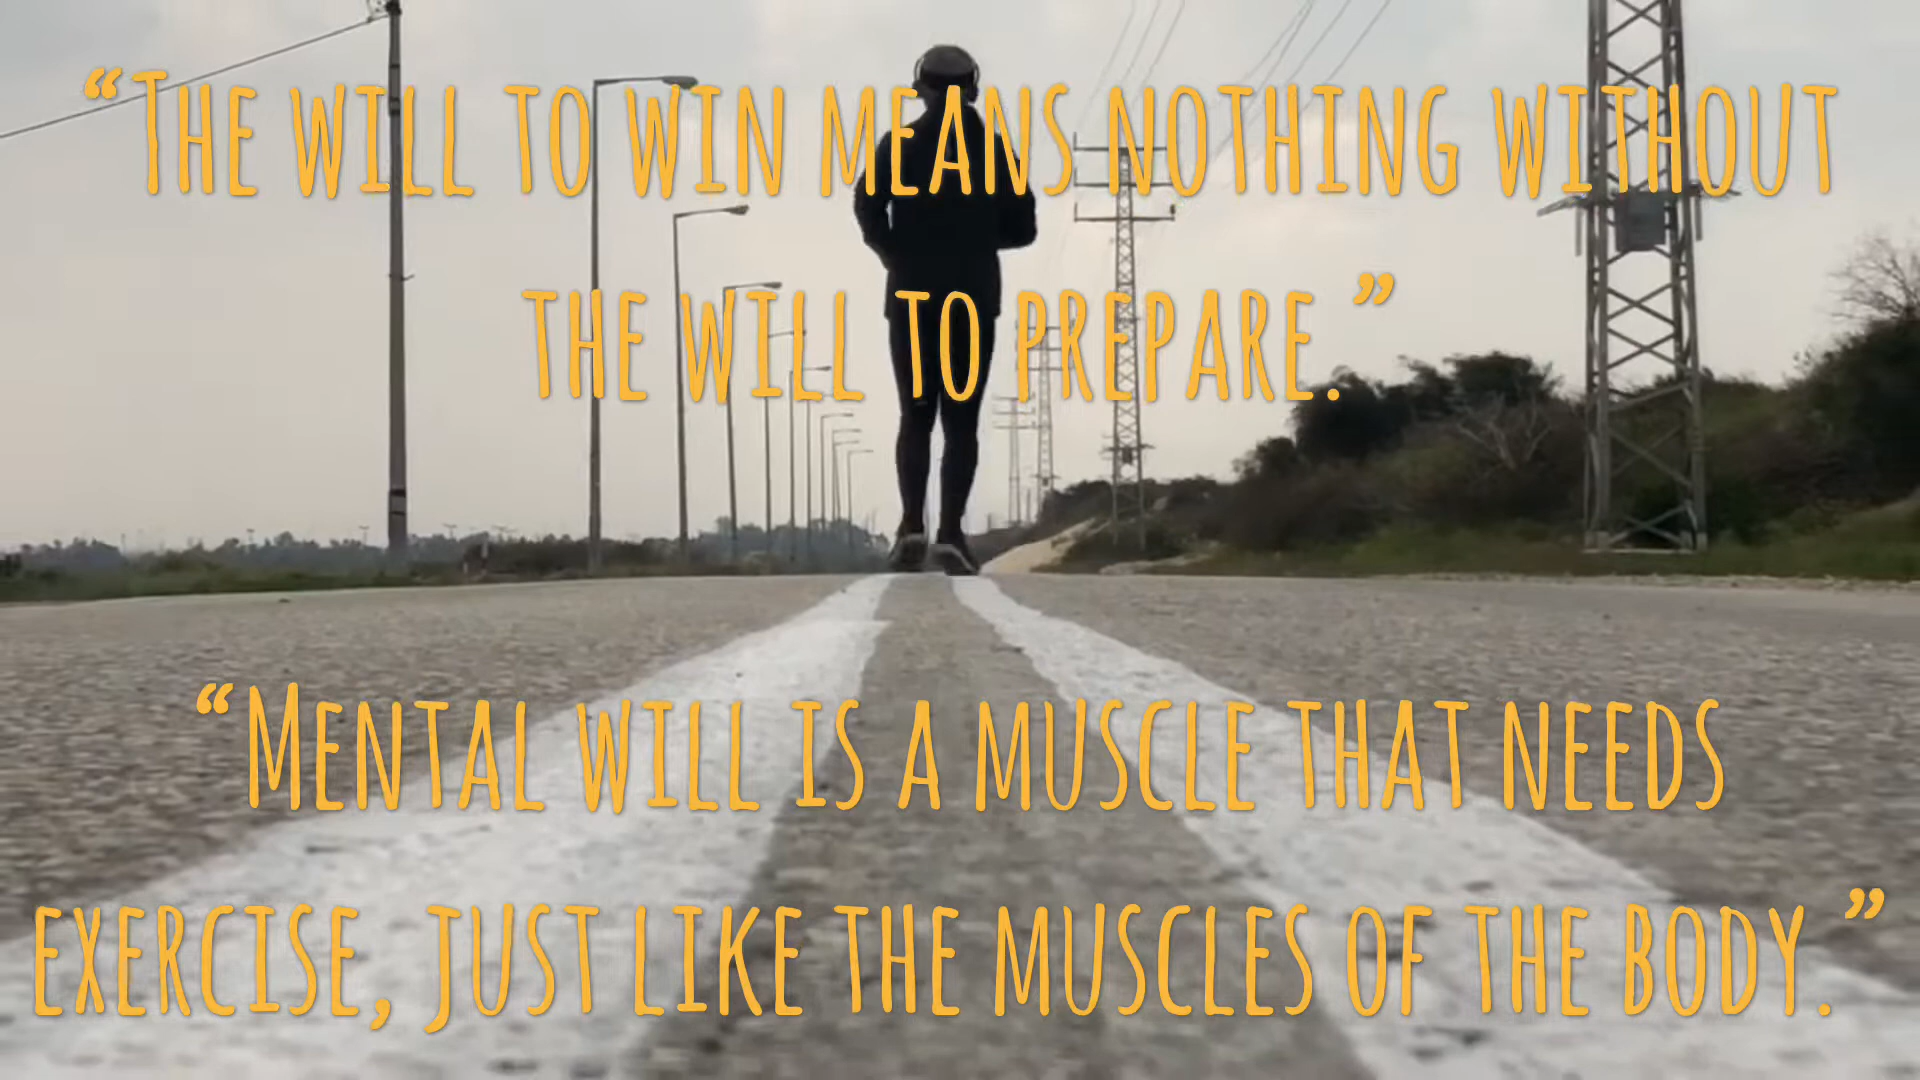 “The will to win means nothing without
the will to prepare.”
“Mental will is a muscle that needs
exercise, just like the muscles of the body.”